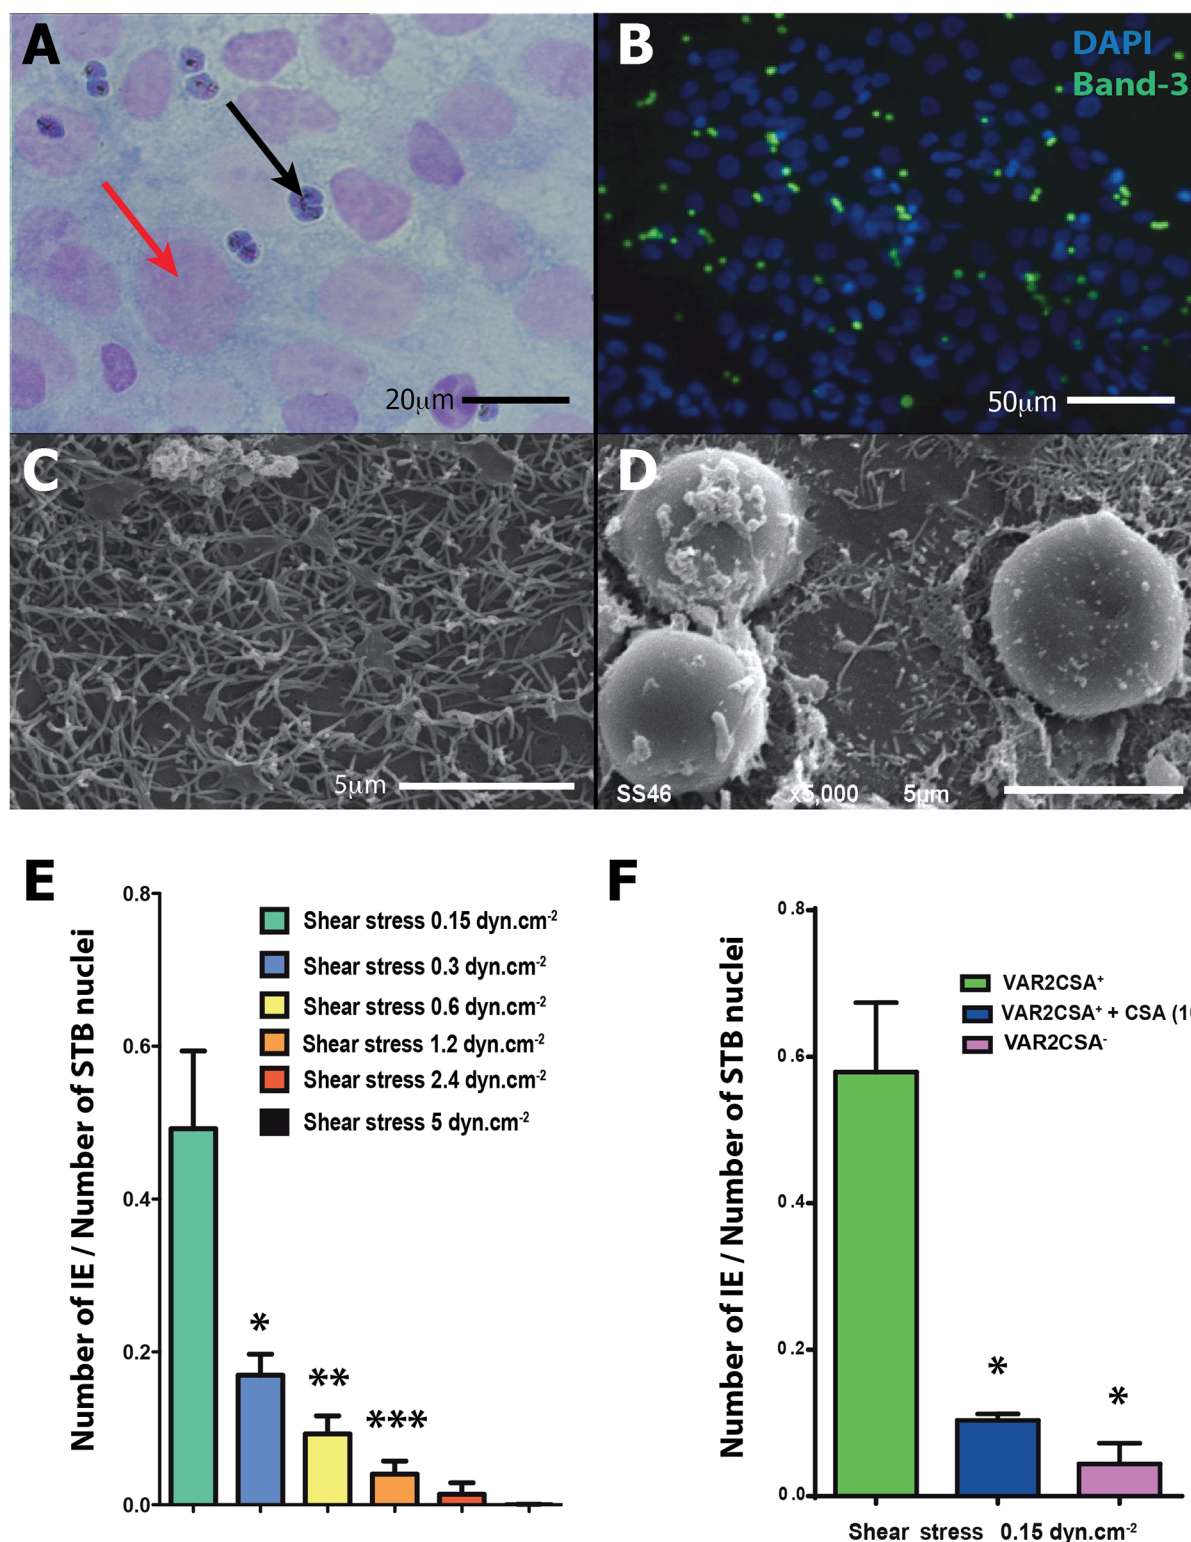 A
20μm
B
DAPI
Band-3
50μm
C
5μm
D
SS46 x5,000 5μm
E
Number of IE / Number of STB nuclei
0.8
0.6
0.4
0.2
0.0
Shear stress 0.15 dyn.cm-2
Shear stress 0.3 dyn.cm-2
Shear stress 0.6 dyn.cm-2
Shear stress 1.2 dyn.cm-2
Shear stress 2.4 dyn.cm-2
Shear stress 5 dyn.cm-2
*
**
***
F
Number of IE / Number of STB nuclei
0.8
0.6
0.4
0.2
0.0
VAR2CSA+
VAR2CSA+ + CSA
VAR2CSA-
*
*
Shear stress 0.15 dyn.cm-2